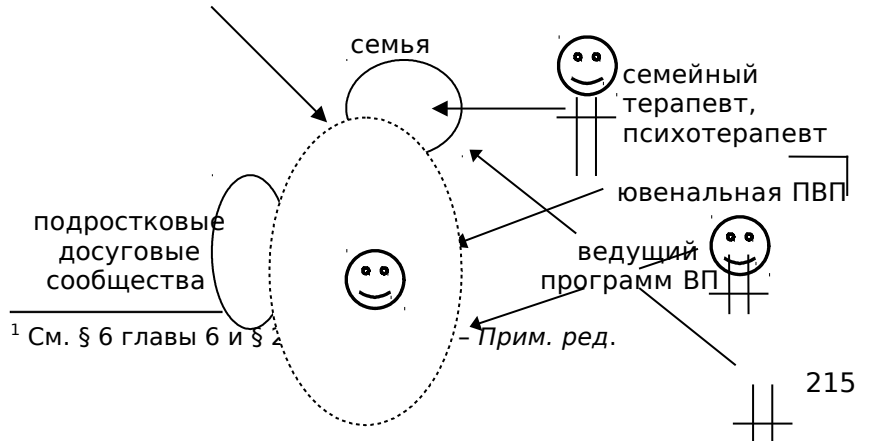 семья
семейный
терапевт,
психотерапевт
ювенальная ПВП
подростковые
досуговые
сообщества
ведущий
программ ВП
¹ См. § 6 главы 6 и § – Прим. ред.
215